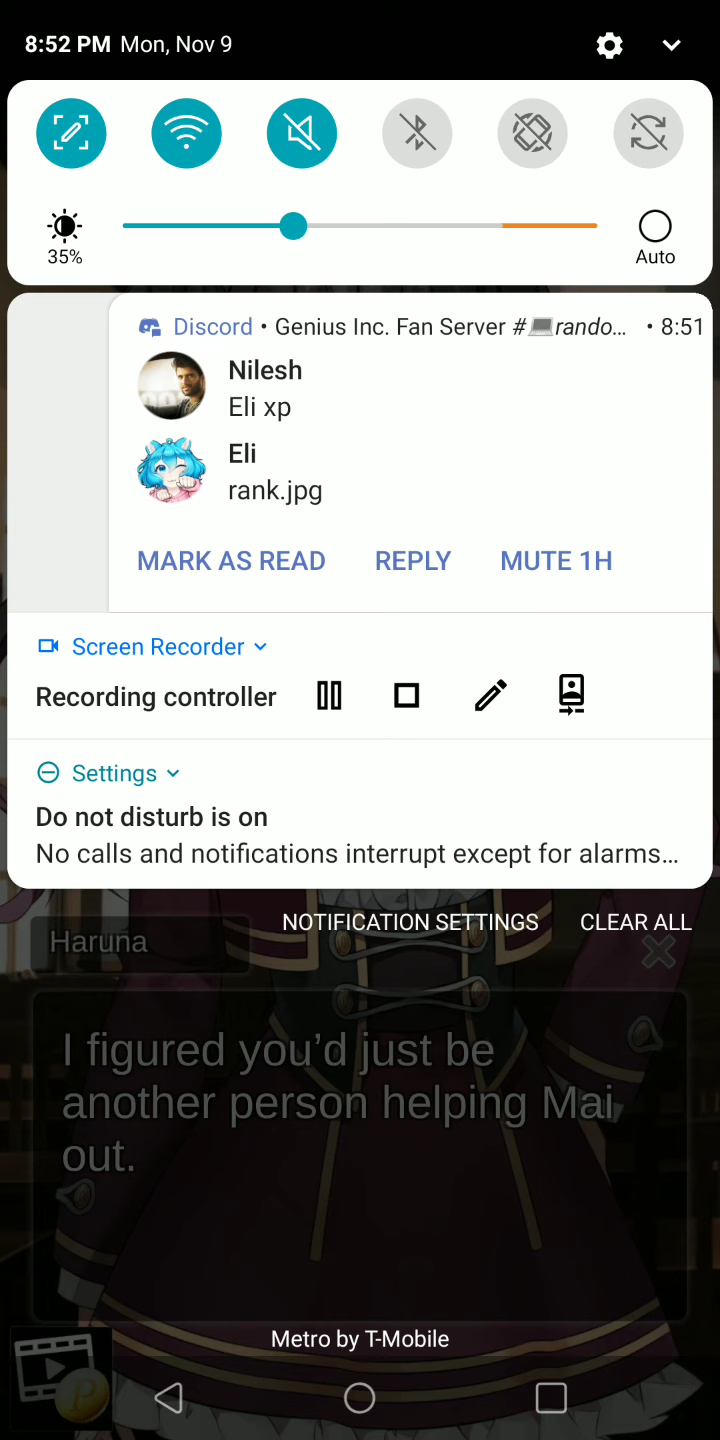 8:52 PM Mon, Nov 9
35%
Auto
Discord • Genius Inc. Fan Server #💻rando... • 8:51
Nilesh
Eli xp
Eli
rank.jpg
MARK AS READ REPLY MUTE 1H
Screen Recorder
Recording controller
Settings
Do not disturb is on
No calls and notifications interrupt except for alarms...
NOTIFICATION SETTINGS CLEAR ALL
Haruna
I figured you’d just be
another person helping Mai
out.
Metro by T-Mobile
P